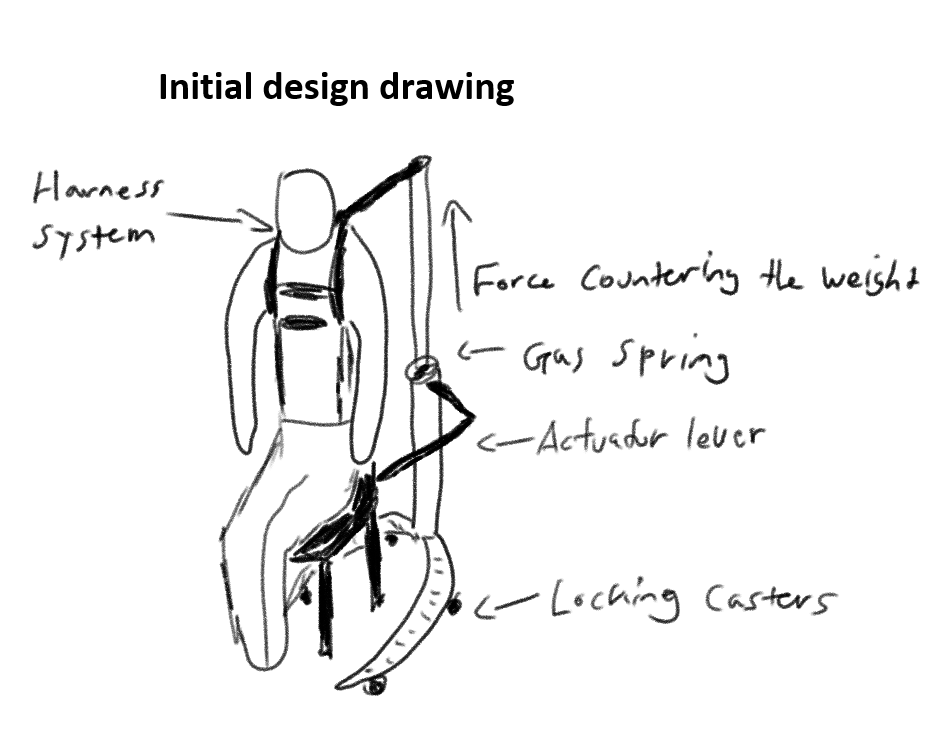 Initial design drawing
Harness
system
Force Countering the weight
Gas Spring
Actuador lever
Locking Casters